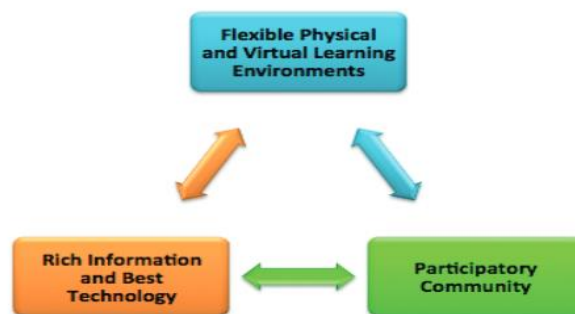 Flexible Physical
and Virtual Learning
Environments
Rich Information
and Best
Technology
Participatory
Community